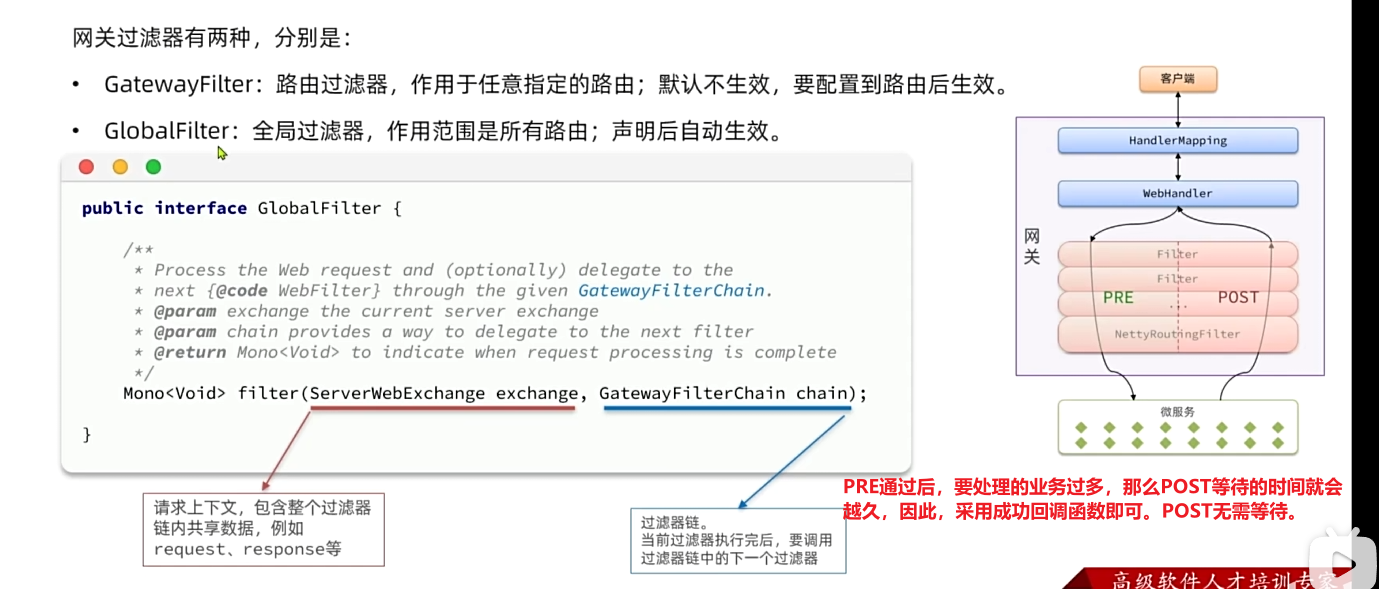 网关过滤器有两种，分别是：
• GatewayFilter：路由过滤器，作用于任意指定的路由；默认不生效，要配置到路由后生效。
• GlobalFilter：全局过滤器，作用范围是所有路由；声明后自动生效。
public interface GlobalFilter {
/**
* Process the Web request and (optionally) delegate to the
* next {@code WebFilter} through the given GatewayFilterChain.
* @param exchange the current server exchange
* @param chain provides a way to delegate to the next filter
* @return Mono<Void> to indicate when request processing is complete
*/
Mono<Void> filter(ServerWebExchange exchange, GatewayFilterChain chain);
}
请求上下文，包含整个过滤器
链内共享数据，例如
request、response等
过滤器链。
当前过滤器执行完后，要调用
过滤器链中的下一个过滤器
客户端
HandlerMapping
WebHandler
网
关
Filter
Filter
PRE
...
POST
NettyRoutingFilter
微服务
PRE通过后，要处理的业务过多，那么POST等待的时间就会
越久，因此，采用成功回调函数即可。POST无需等待。
高级软件人才培训专家